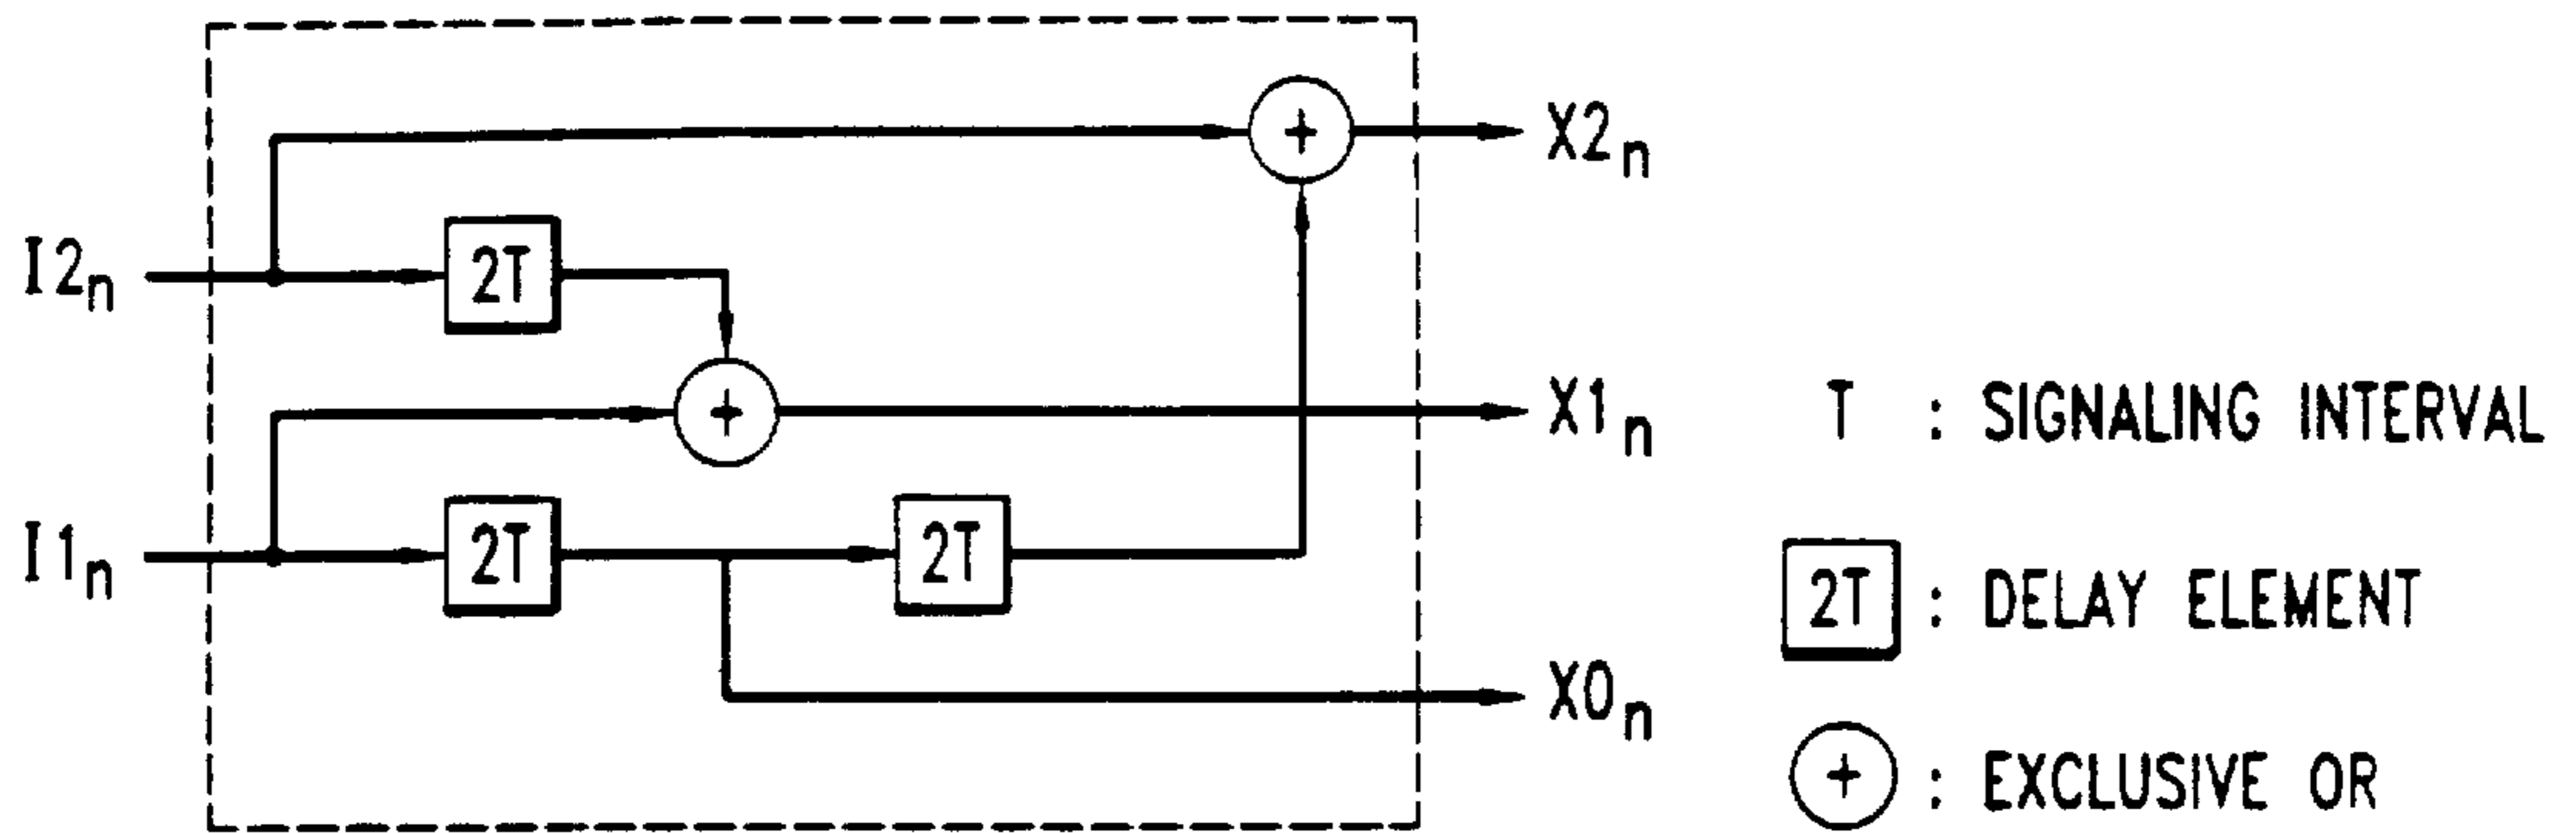 X2n
I2n
2T
X1n
I1n
2T
2T
X0n
T : SIGNALING INTERVAL
2T : DELAY ELEMENT
+ : EXCLUSIVE OR